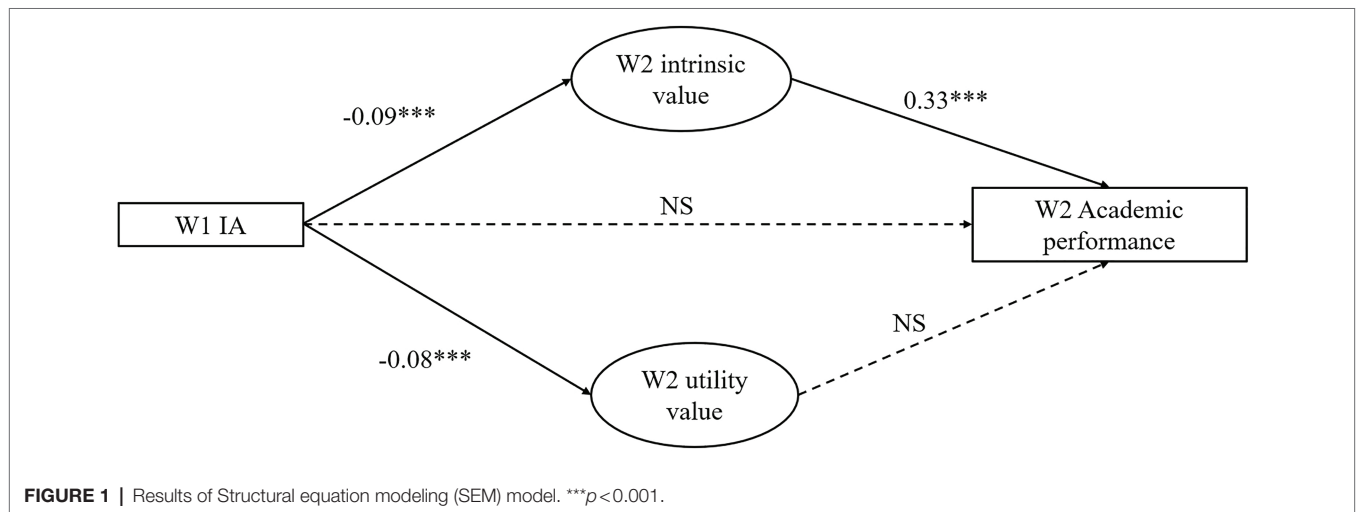 W2 intrinsic
value
-0.09***
0.33***
W1 IA
NS
W2 Academic
performance
-0.08***
NS
W2 utility
value
FIGURE 1 | Results of Structural equation modeling (SEM) model. ***p<0.001.